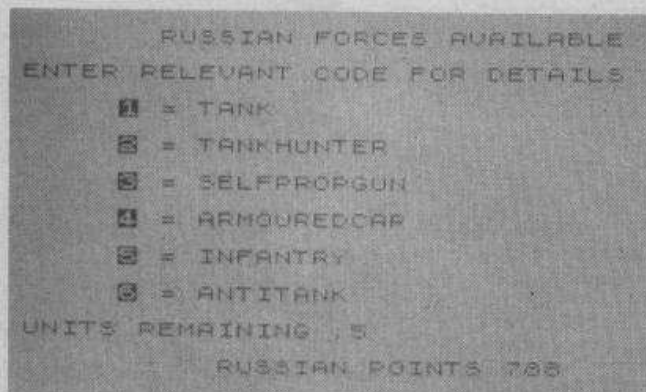 RUSSIAN FORCES AVAILABLE
ENTER RELEVANT CODE FOR DETAILS
1 = TANK
2 = TANKHUNTER
3 = SELFPROPGUN
4 = ARMOUREDCAR
5 = INFANTRY
6 = ANTITANK
UNITS REMAINING 5
RUSSIAN POINTS 700